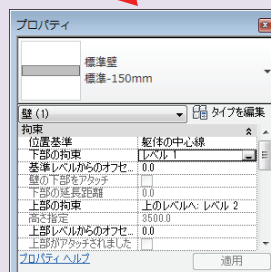 プロパティ
標準壁
標準-150mm
壁 (1)
タイプを編集
拘束
位置基準 躯体の中心線
下部の拘束 レベル 1
基準レベルからのオフセ... 0.0
壁の下部をアタッチ
下部の延長距離 0.0
上部の拘束 上のレベルへ: レベル 2
高さ指定 3500.0
上部レベルからのオフセ... 0.0
上部がアタッチされました
プロパティ ヘルプ
適用